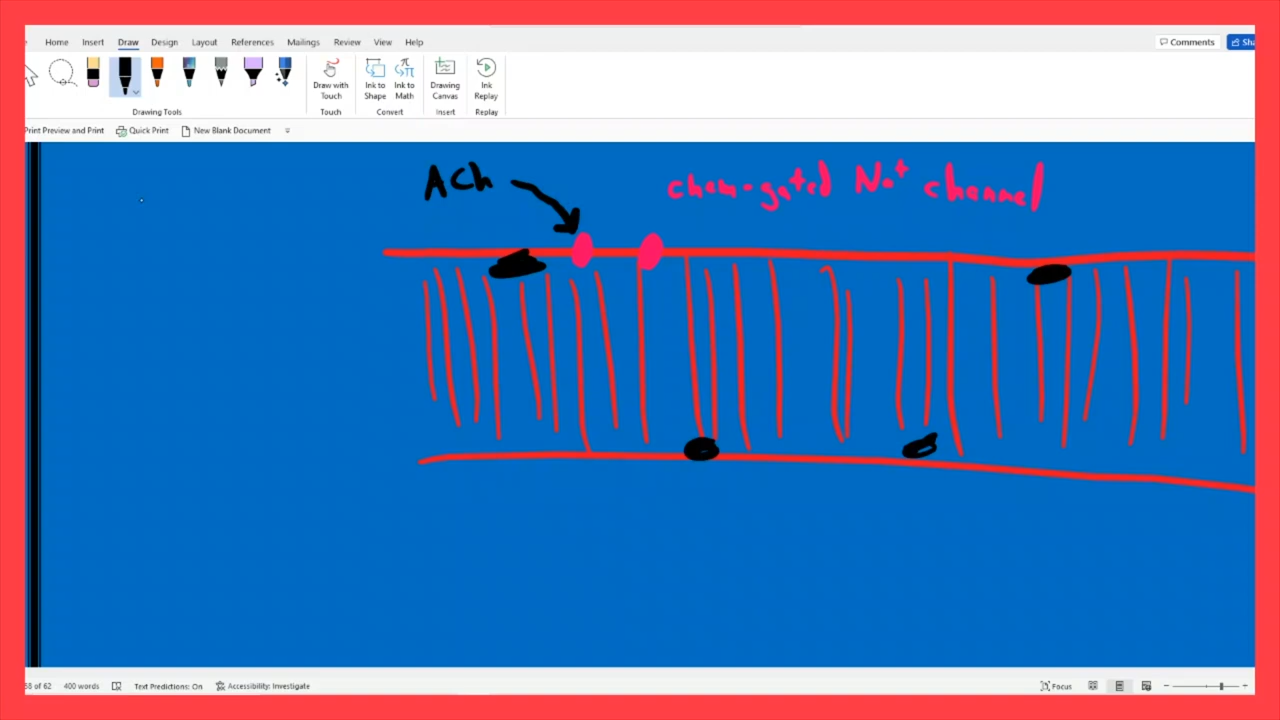 Home Insert Draw Design Layout References Mailings Review View Help Comments
Draw with Touch Ink to Shape Ink to Math Drawing Canvas Ink Replay
Drawing Tools Touch Convert Insert Replay
Print Preview and Print Quick Print New Blank Document
ACh chem-gated Na+ channel
of 62 400 words Text Predictions: On Accessibility: Investigate Focus